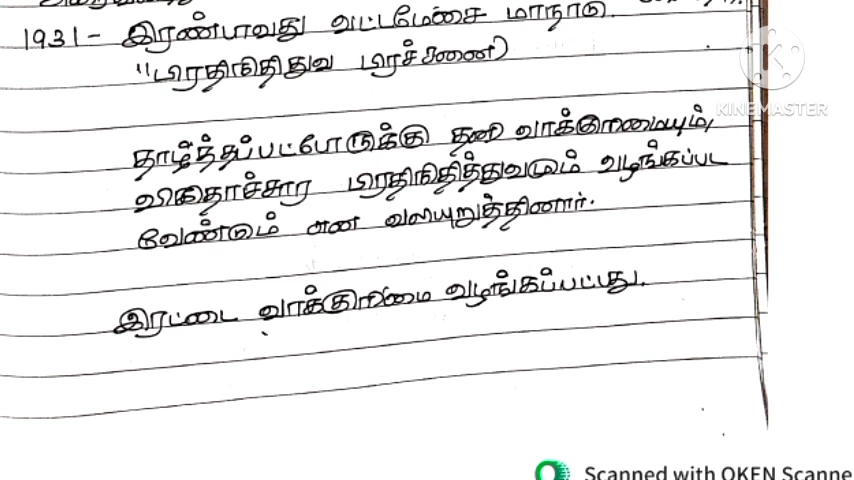 1931 - இரண்டாவது வட்டமேசை மாநாடு.
"பிரதிநிதித்துவ பிரச்சனை)
தாழ்த்தப்பட்டோருக்கு தனி வாக்குரிமையும்,
விகிதாச்சார பிரதிநிதித்துவமும் வழங்கப்பட
வேண்டும் என வலியுறுத்தினார்.
இரட்டை வாக்குரிமை வழங்கப்பட்டது.
KINEMASTER
Scanned with OKEN Scanne